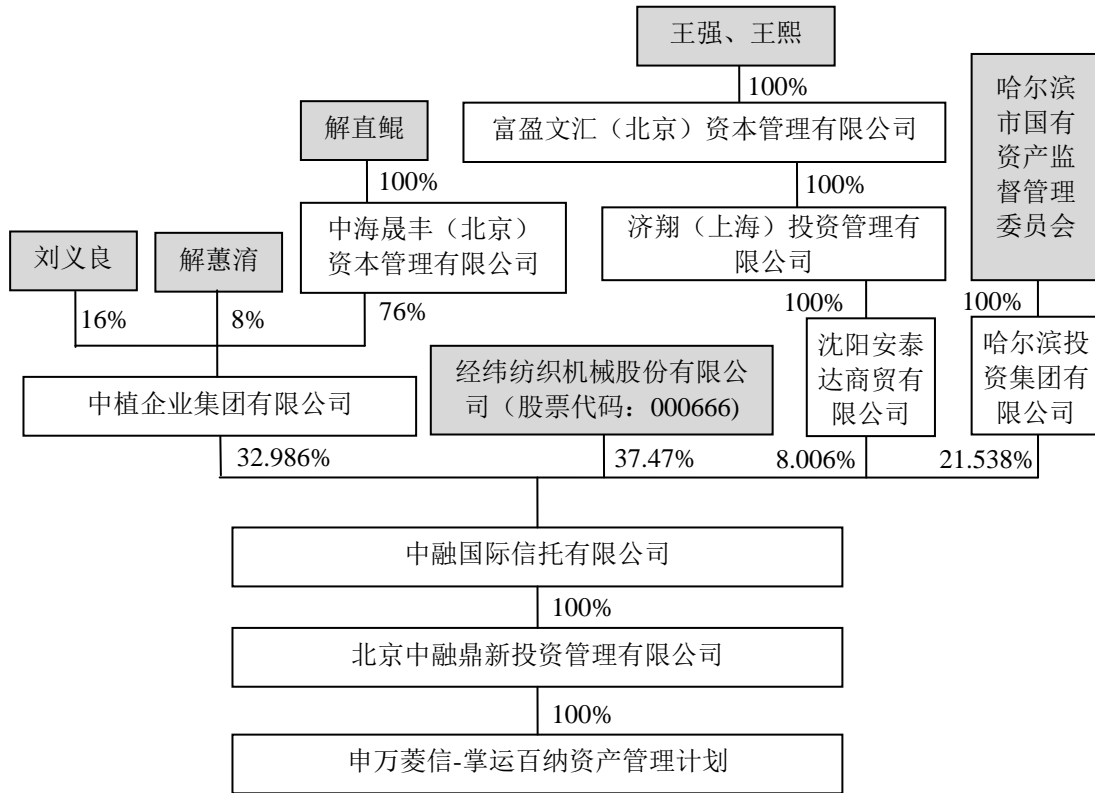 王强、王熙
100%
富盈文汇（北京）资本管理有限公司
100%
济翔（上海）投资管理有
限公司
100%
沈阳安泰
达商贸有
限公司
哈尔滨
市国有
资产监
督管理
委员会
100%
哈尔滨投
资集团有
限公司
解直锟
100%
中海晟丰（北京）
资本管理有限公司
刘义良
解蕙淯
16%
8%
76%
中植企业集团有限公司
经纬纺织机械股份有限公
司（股票代码：000666)
32.986%
37.47%
8.006%
21.538%
中融国际信托有限公司
100%
北京中融鼎新投资管理有限公司
100%
申万菱信-掌运百纳资产管理计划